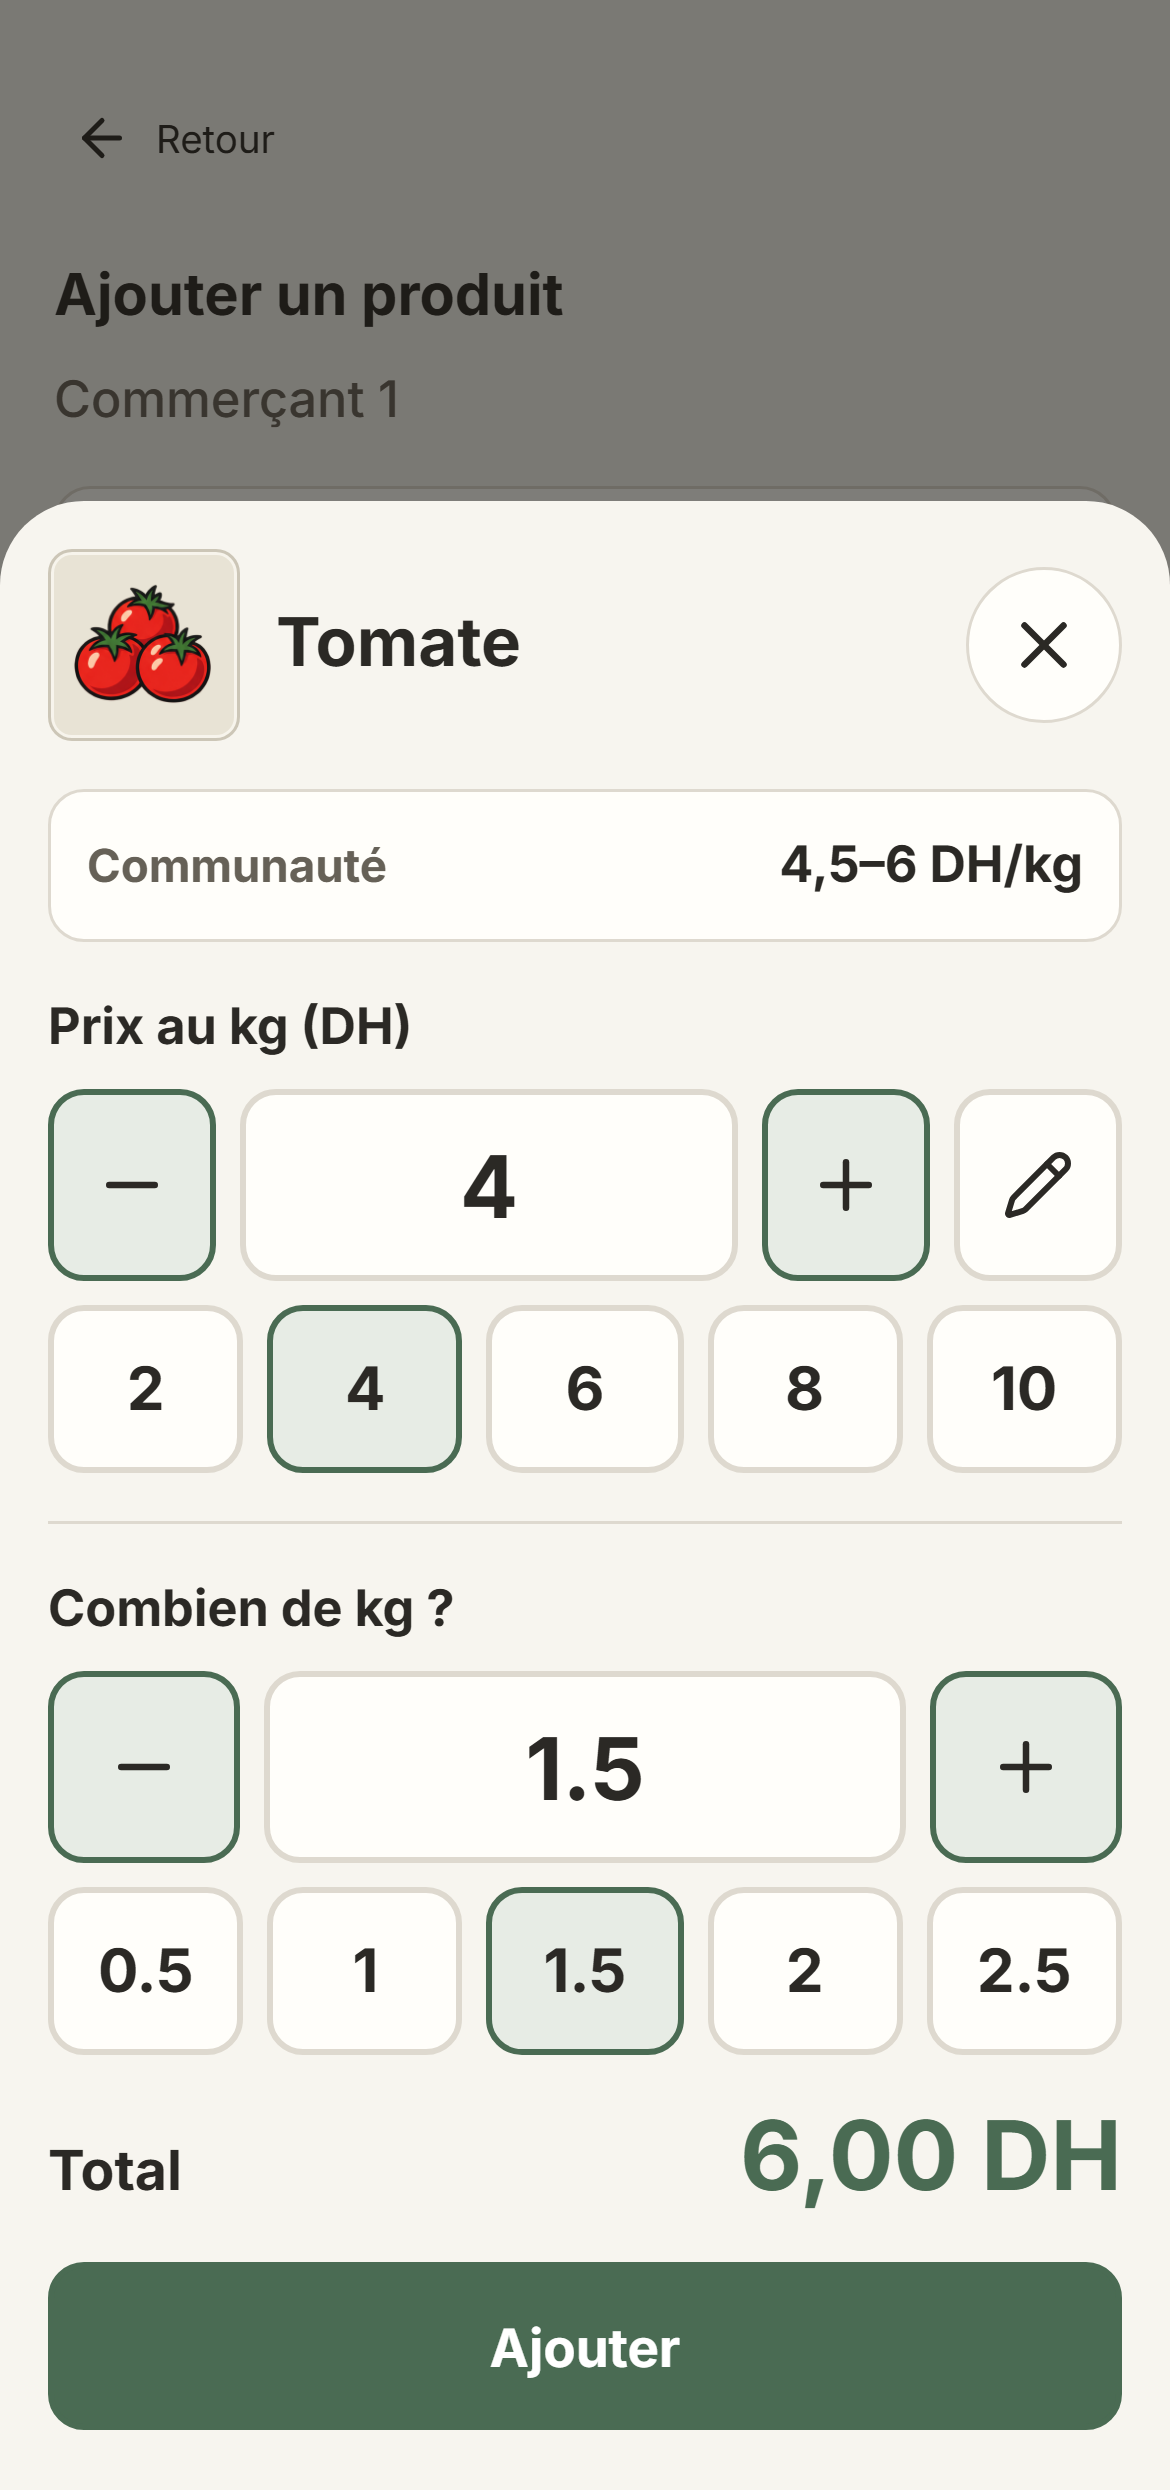 Retour
Ajouter un produit
Commerçant 1
Tomate
Communauté 4,5–6 DH/kg
Prix au kg (DH)
4
2 4 6 8 10
Combien de kg ?
1.5
0.5 1 1.5 2 2.5
Total 6,00 DH
Ajouter